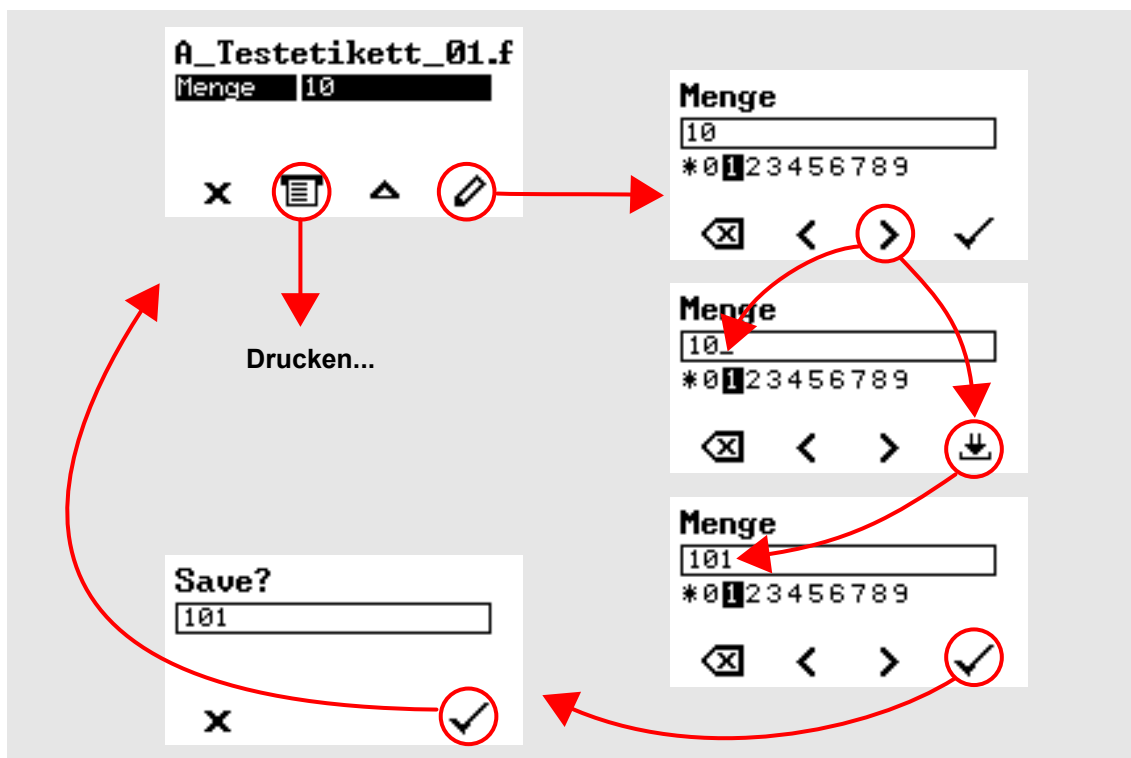 A_Testetikett_01.f
Menge 10
Drucken...
Menge
10
*0123456789
Menge
10_
*0123456789
Menge
101
*0123456789
Save?
101